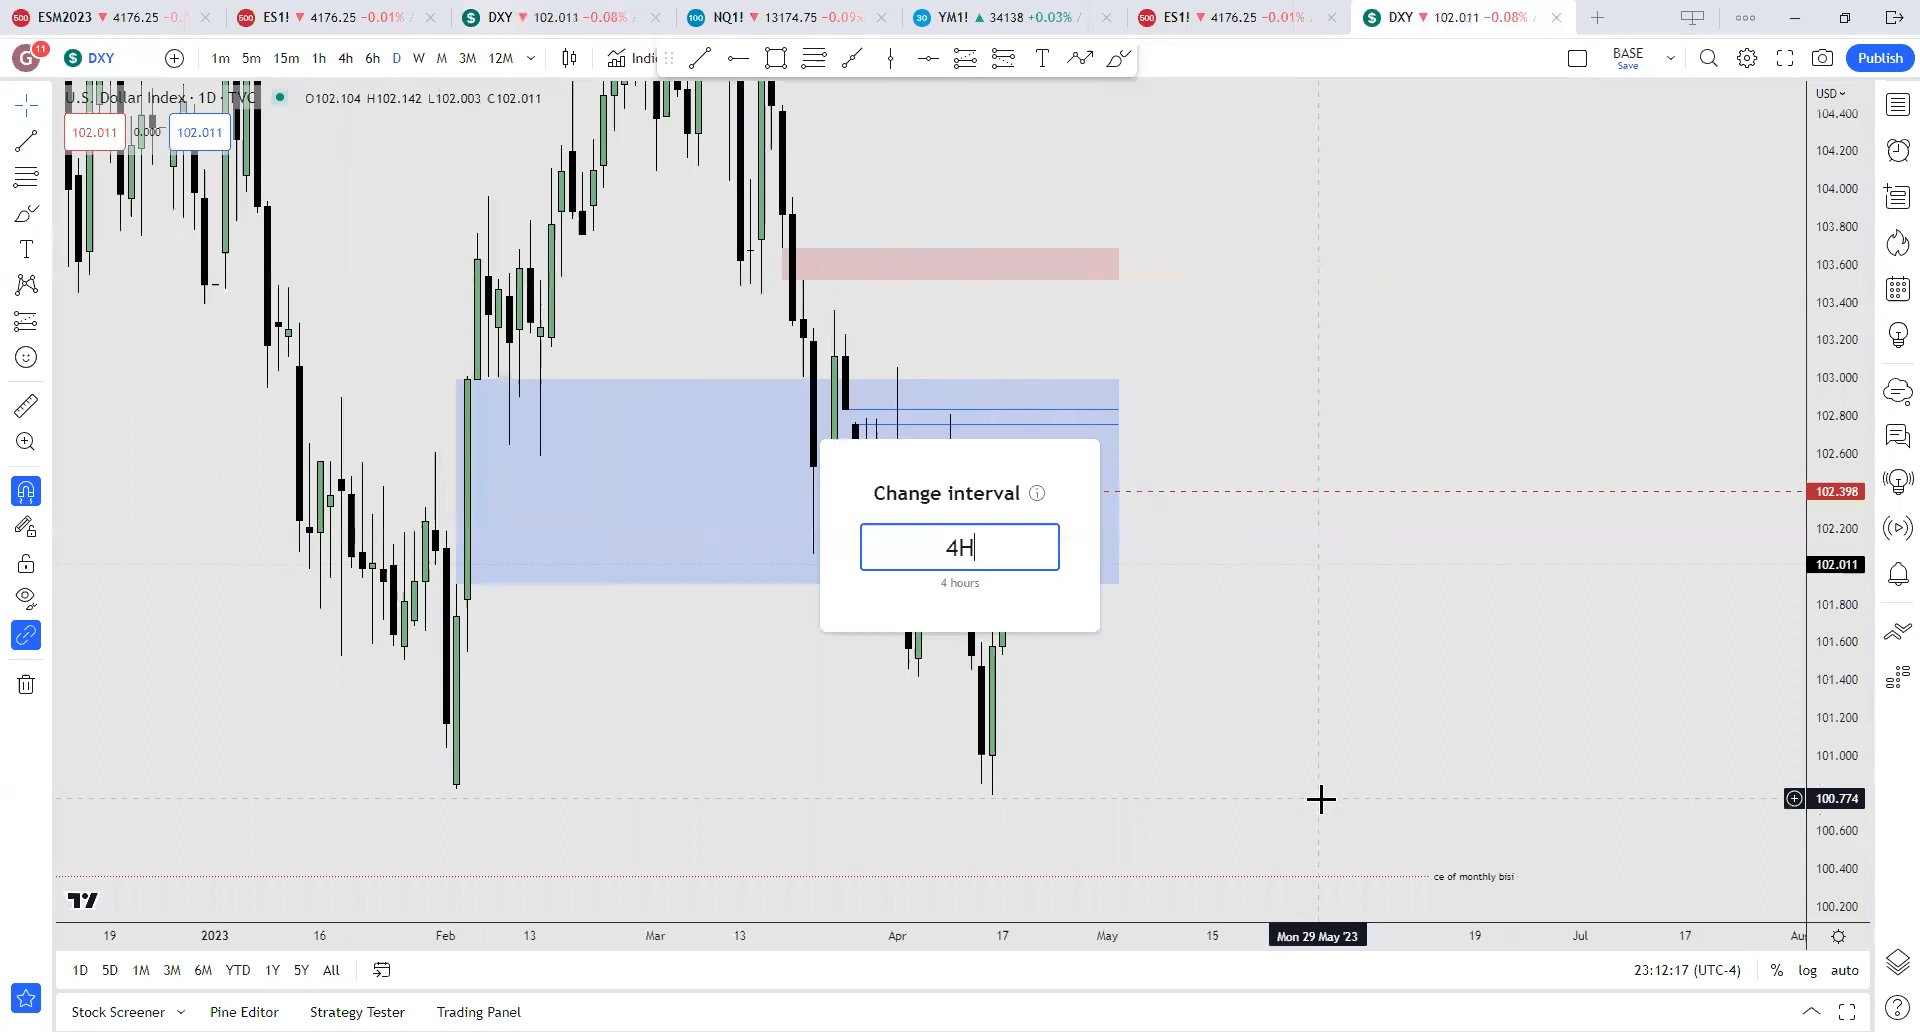 500 ESM2023 ▼ 4176.25 −0.
500 ES1! ▼ 4176.25 −0.01% /
$ DXY ▼ 102.011 −0.08% /
100 NQ1! ▼ 13174.75 −0.09%
30 YM1! ▲ 34138 +0.03% /
500 ES1! ▼ 4176.25 −0.01% /
$ DXY ▼ 102.011 −0.08% /
G 11 $ DXY 1m 5m 15m 1h 4h 6h D W M 3M 12M Indi T BASE Save Publish
U.S. Dollar Index · 1D · TVC O102.104 H102.142 L102.003 C102.011
102.011 0.000 102.011
USD
104.400
104.200
104.000
103.800
103.600
103.400
103.200
103.000
102.800
102.600
102.398
102.200
102.011
101.800
101.600
101.400
101.200
101.000
100.774
100.600
100.400
100.200
Change interval
4H
4 hours
ce of monthly bisi
19 2023 16 Feb 13 Mar 13 Apr 17 May 15 Mon 29 May '23 19 Jul 17
1D 5D 1M 3M 6M YTD 1Y 5Y All 23:12:17 (UTC-4) % log auto
Stock Screener Pine Editor Strategy Tester Trading Panel